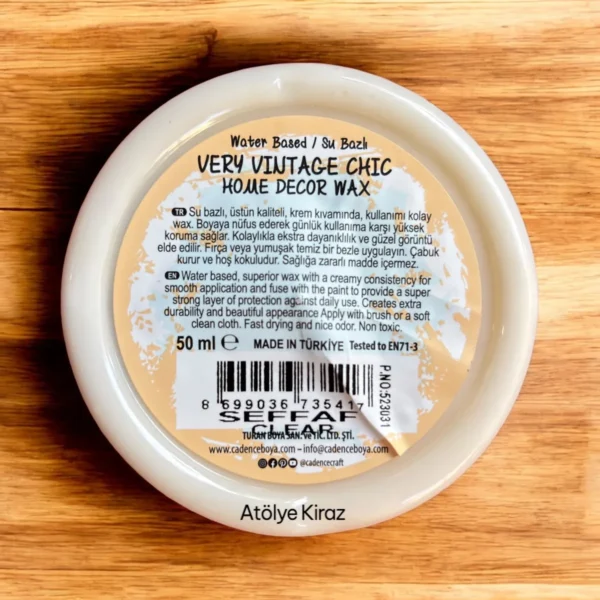 Water Based / Su Bazlı
VERY VINTAGE CHIC
HOME DECOR WAX
TR Su bazlı, üstün kaliteli, krem kıvamında, kullanımı kolay
wax. Boyaya nüfus ederek günlük kullanıma karşı yüksek
koruma sağlar. Kolaylıkla ekstra dayanıklılık ve güzel görüntü
elde edilir. Fırça veya yumuşak temiz bir bezle uygulayın. Çabuk
kurur ve hoş kokuludur. Sağlığa zararlı madde içermez.
EN Water based, superior wax with a creamy consistency for
smooth application and fuse with the paint to provide a super
strong layer of protection against daily use. Creates extra
durability and beautiful appearance Apply with brush or a soft
clean cloth. Fast drying and nice odor. Non toxic.
50 ml ℮ MADE IN TÜRKİYE Tested to EN71-3
P.NO:523031
8 699036 735417
SEFFAF
CLEAR
TURAN BOYA SAN. ve TİC. LTD. ŞTİ.
www.cadenceboya.com – info@cadenceboya.com
@cadencecraft
Atölye Kiraz